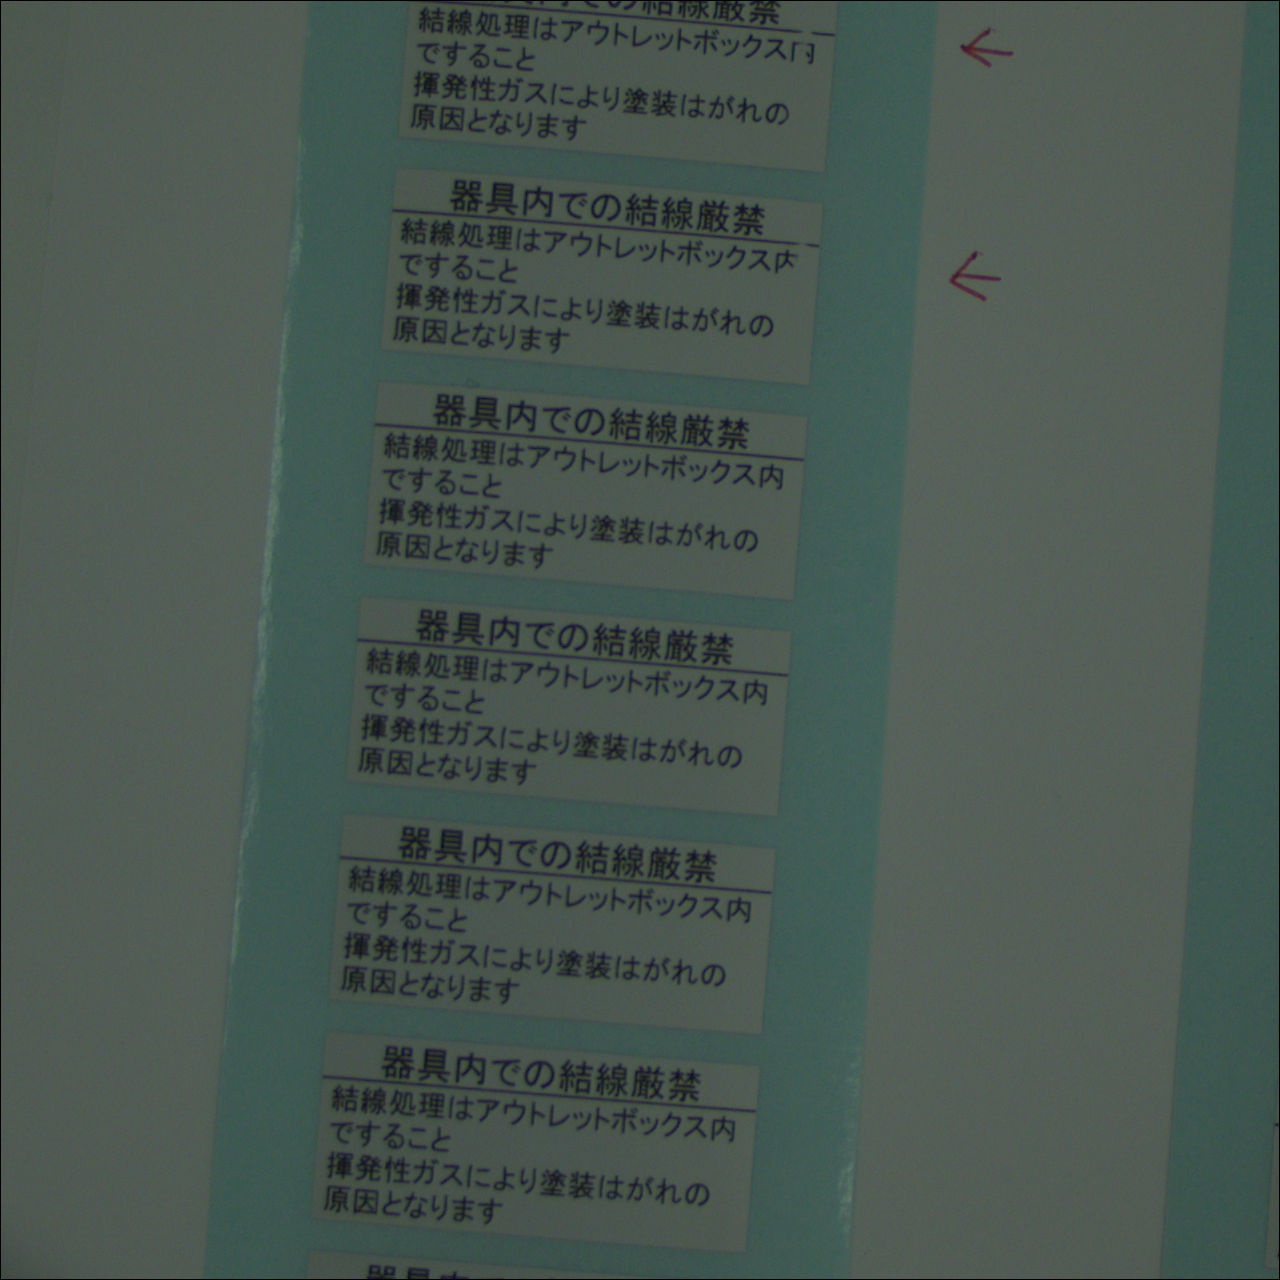 での結線厳禁
結線処理はアウトレットボックス内
ですること
揮発性ガスにより塗装はがれの
原因となります
器具内での結線厳禁
結線処理はアウトレットボックス内
ですること
揮発性ガスにより塗装はがれの
原因となります
器具内での結線厳禁
結線処理はアウトレットボックス内
ですること
揮発性ガスにより塗装はがれの
原因となります
器具内での結線厳禁
結線処理はアウトレットボックス内
ですること
揮発性ガスにより塗装はがれの
原因となります
器具内での結線厳禁
結線処理はアウトレットボックス内
ですること
揮発性ガスにより塗装はがれの
原因となります
器具内での結線厳禁
結線処理はアウトレットボックス内
ですること
揮発性ガスにより塗装はがれの
原因となります